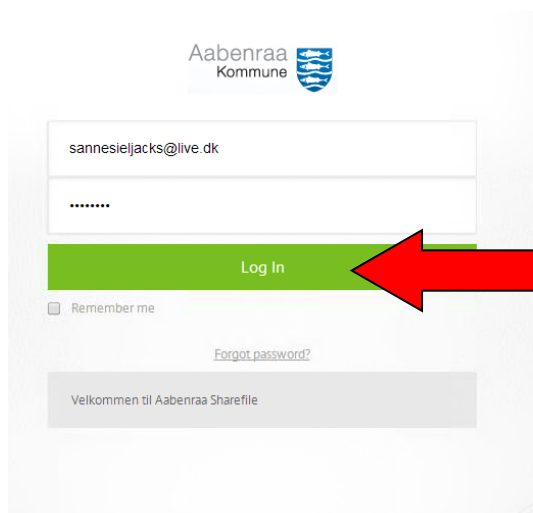 Aabenraa
Kommune
sannesieljacks@live.dk
••••••••
Log In
Remember me
Forgot password?
Velkommen til Aabenraa Sharefile